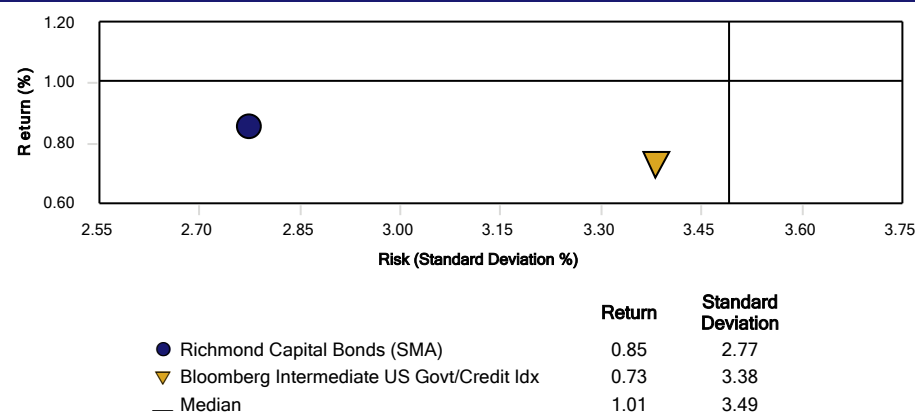 1.20
1.00
0.80
0.60
Return (%)
2.55 2.70 2.85 3.00 3.15 3.30 3.45 3.60 3.75
Risk (Standard Deviation %)
Return Standard Deviation
Richmond Capital Bonds (SMA) 0.85 2.77
Bloomberg Intermediate US Govt/Credit Idx 0.73 3.38
Median 1.01 3.49